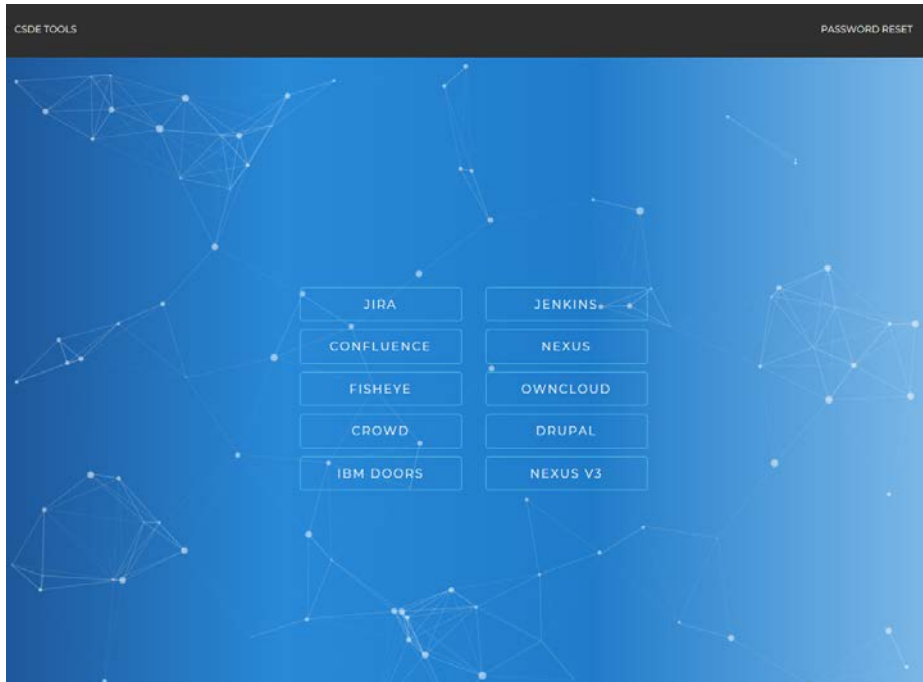 CSDE TOOLS PASSWORD RESET
JIRA JENKINS
CONFLUENCE NEXUS
FISHEYE OWNCLOUD
CROWD DRUPAL
IBM DOORS NEXUS V3